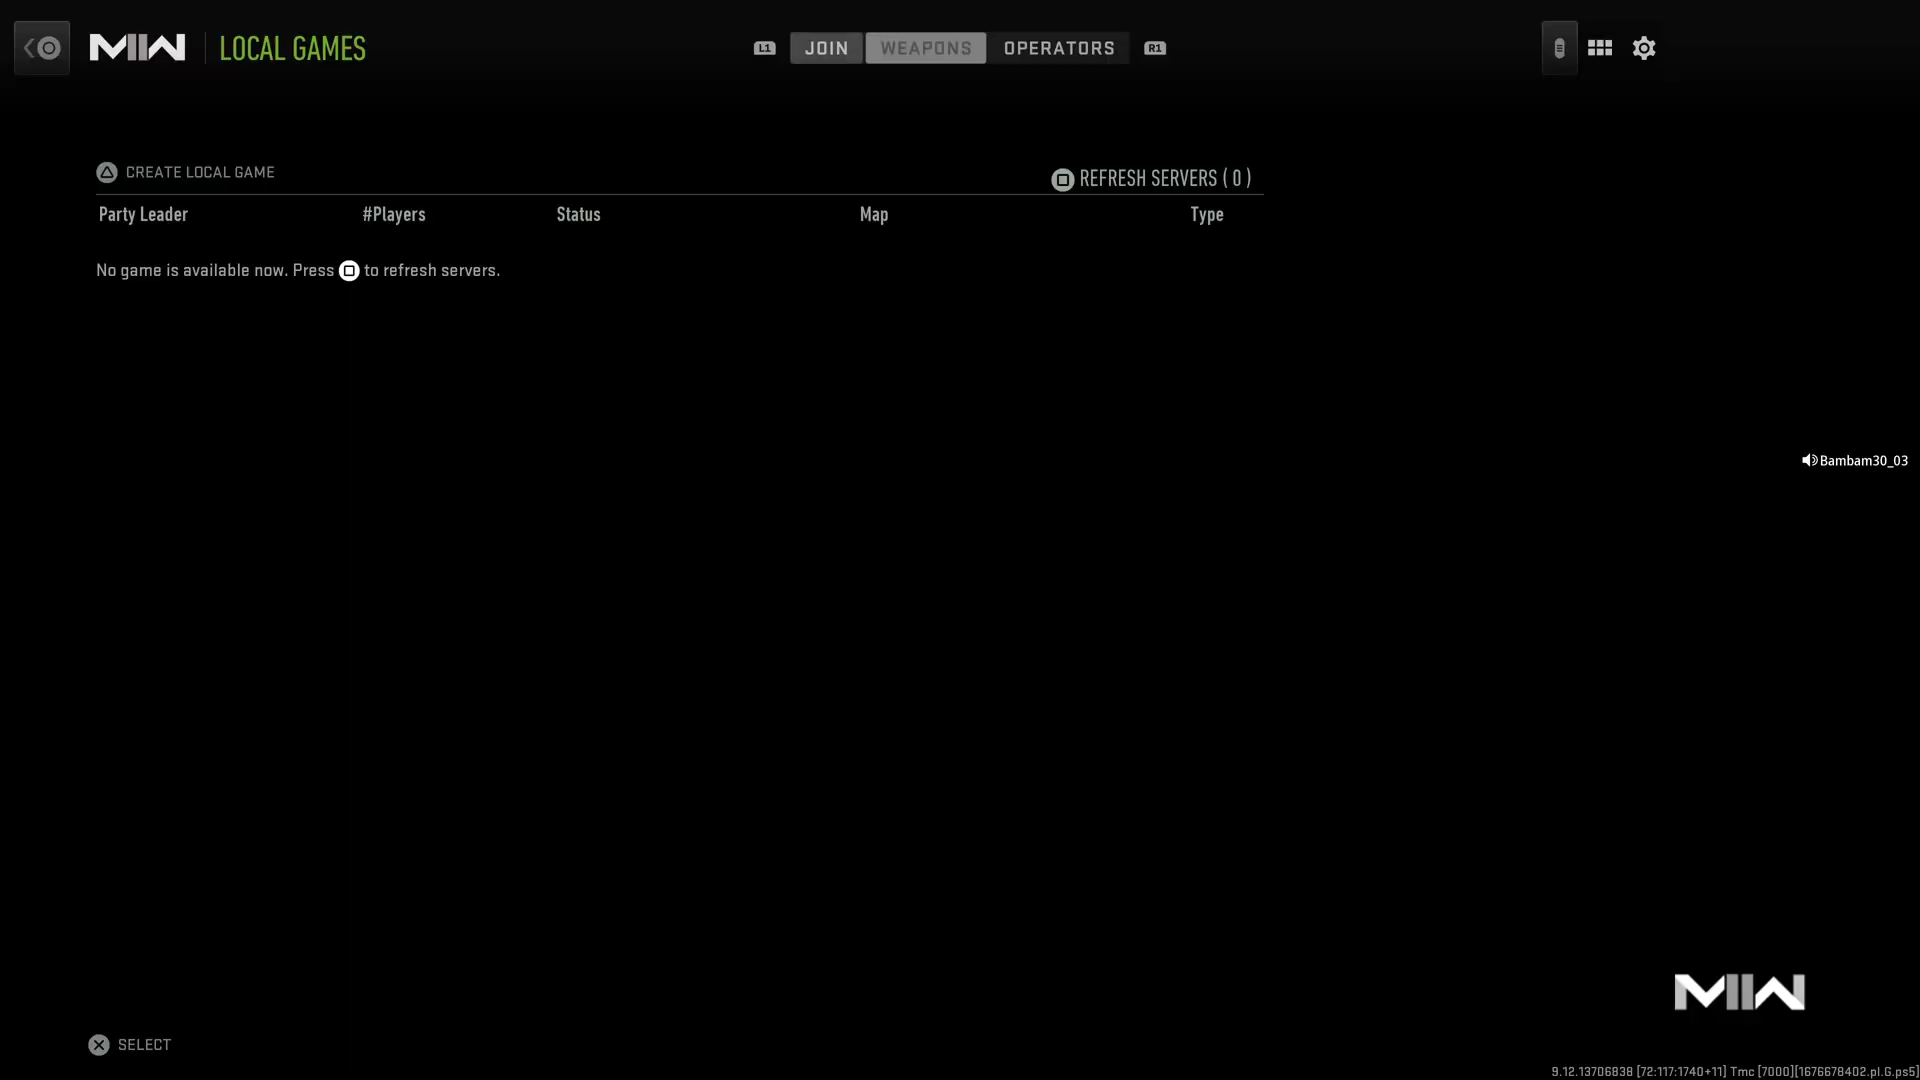 MIIW LOCAL GAMES
L1 JOIN WEAPONS OPERATORS R1
CREATE LOCAL GAME
REFRESH SERVERS ( 0 )
Party Leader #Players Status Map Type
No game is available now. Press to refresh servers.
Bambam30_03
MIIW
SELECT
9.12.13706838 [72:117:1740+11] Tmc [7000][1676678402.pl.G.ps5]